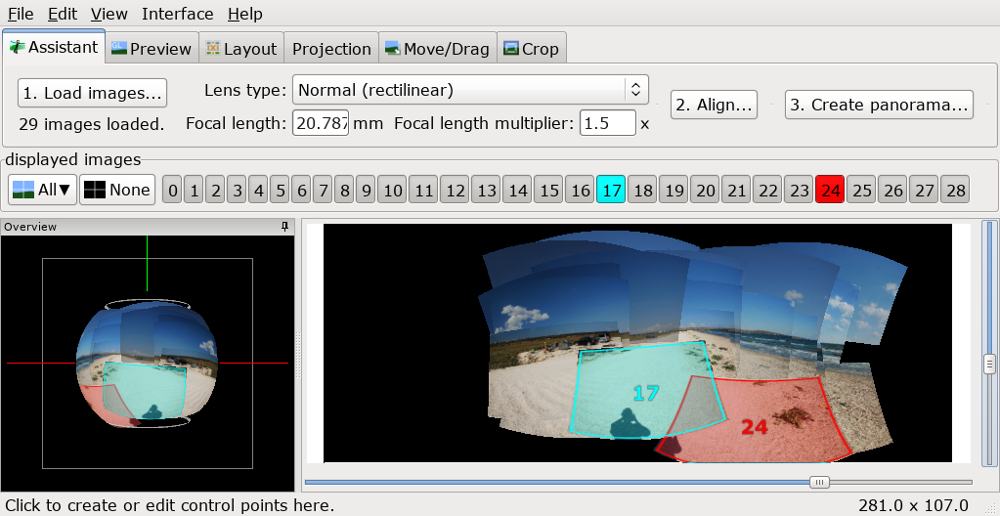 File Edit View Interface Help
Assistant Preview Layout Projection Move/Drag Crop
1. Load images... Lens type: Normal (rectilinear) 2. Align... 3. Create panorama...
29 images loaded. Focal length: 20.787 mm Focal length multiplier: 1.5 x
displayed images
All▼ None 0 1 2 3 4 5 6 7 8 9 10 11 12 13 14 15 16 17 18 19 20 21 22 23 24 25 26 27 28
Overview
17
24
Click to create or edit control points here. 281.0 x 107.0